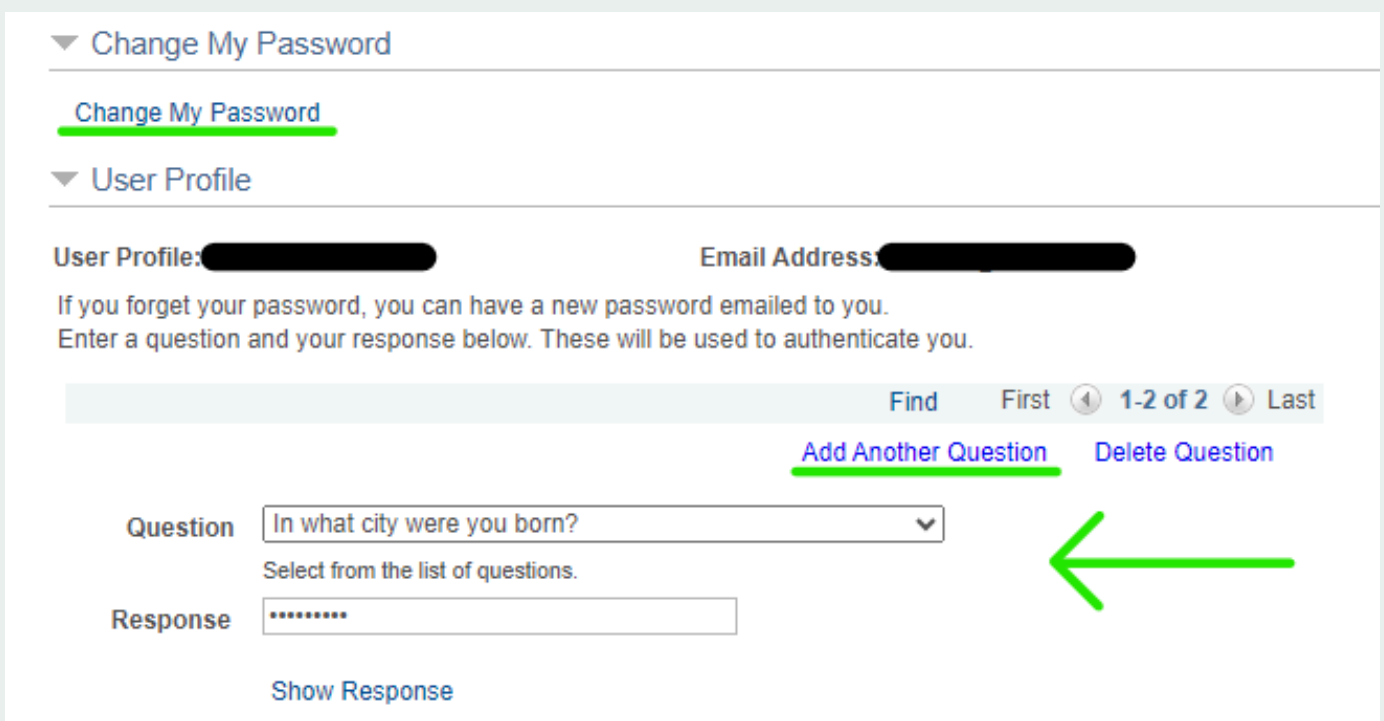 Change My Password
Change My Password
User Profile
User Profile: Email Address:
If you forget your password, you can have a new password emailed to you.
Enter a question and your response below. These will be used to authenticate you.
Find First 1-2 of 2 Last
Add Another Question Delete Question
Question In what city were you born?
Select from the list of questions.
Response •••••••••
Show Response